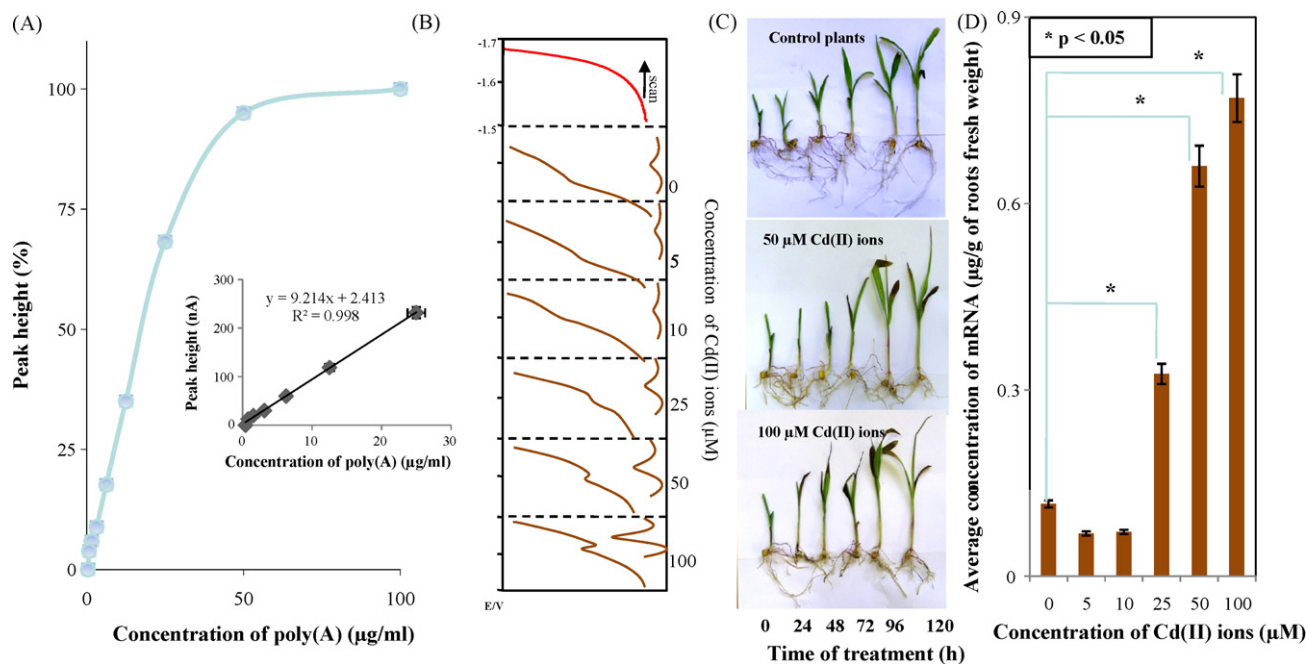 (A)
100
75
50
25
0
Peak height (%)
0
50
100
Concentration of poly(A) (µg/ml)
300
200
100
0
Peak height (nA)
y = 9.214x + 2.413
R² = 0.998
0
10
20
30
Concentration of poly(A) (µg/ml)
(B)
-1.7
-1.6
-1.5
scan
0
5
10
25
50
100
E/V
Concentration of Cd(II) ions (µM)
(C)
Control plants
50 µM Cd(II) ions
100 µM Cd(II) ions
0 24 48 72 96 120
Time of treatment (h)
(D)
0.9
0.6
0.3
0
Average concentration of mRNA (µg/g of roots fresh weight)
* p < 0.05
*
*
*
0 5 10 25 50 100
Concentration of Cd(II) ions (µM)